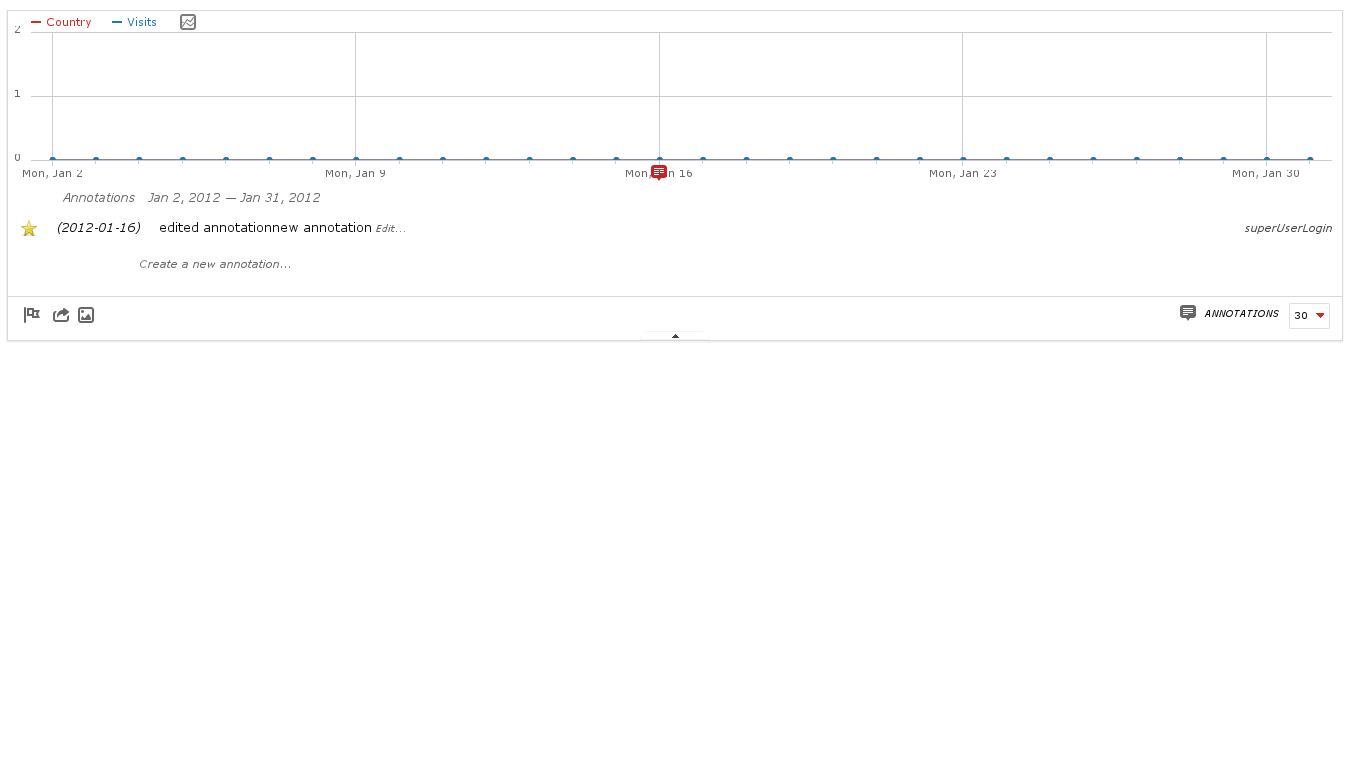 Country Visits
2
1
0
Mon, Jan 2 Mon, Jan 9 Mon, Jan 16 Mon, Jan 23 Mon, Jan 30
Annotations Jan 2, 2012 — Jan 31, 2012
(2012-01-16) edited annotationnew annotation Edit... superUserLogin
Create a new annotation...
ANNOTATIONS 30